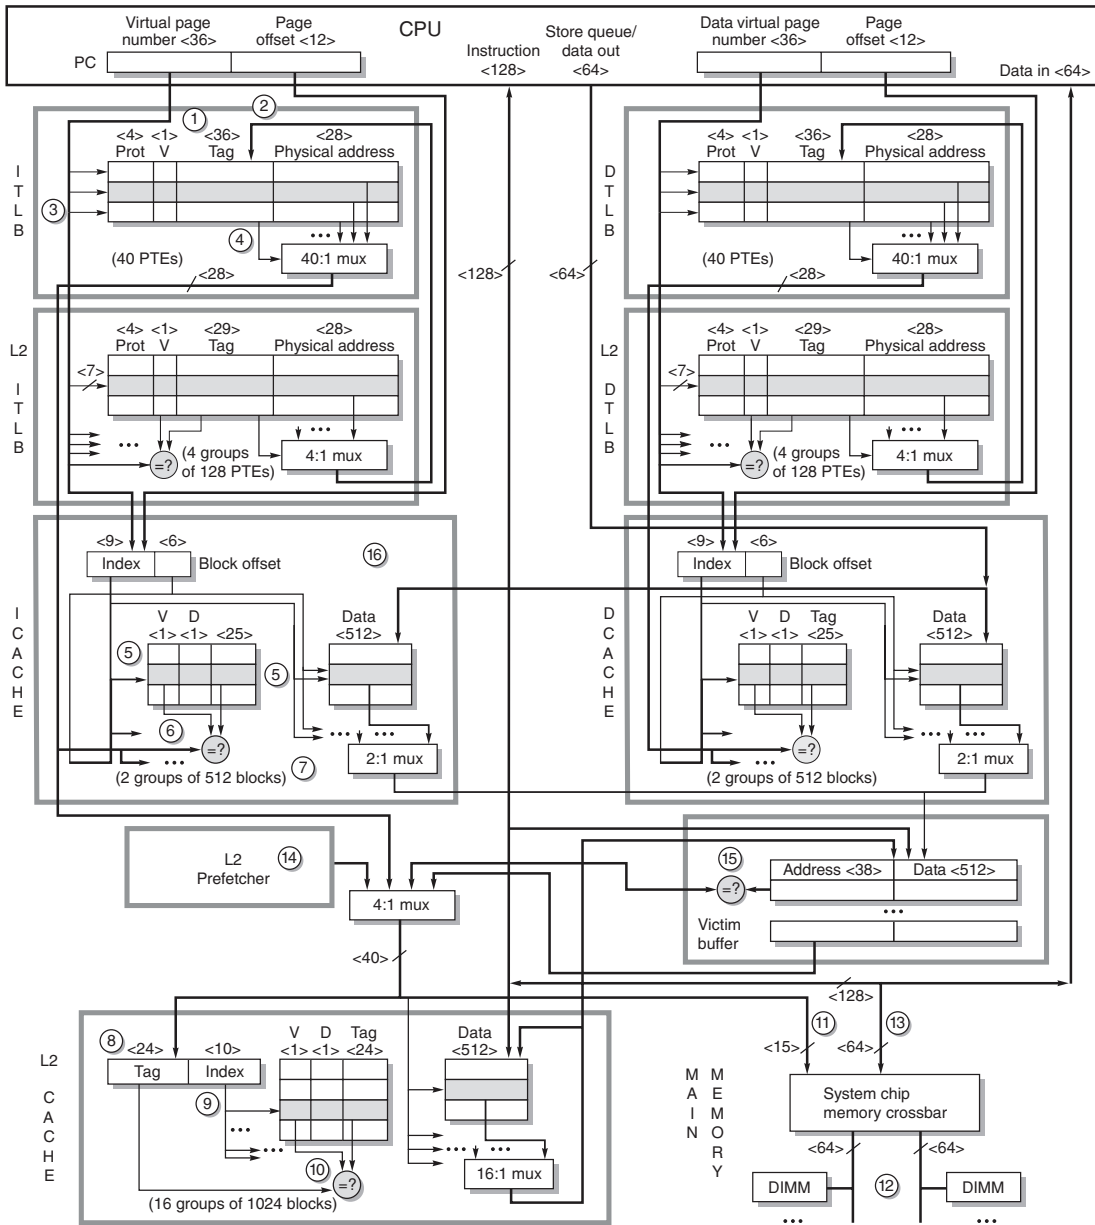 CPU
Virtual page
number <36>
Page
offset <12>
PC
Instruction
<128>
Store queue/
data out
<64>
Data virtual page
number <36>
Page
offset <12>
Data in <64>
1
2
<4> <1> <36> <28>
Prot V Tag Physical address
I
T
L
B
3
4
(40 PTEs)
40:1 mux
<28>
<128>
<64>
<4> <1> <36> <28>
Prot V Tag Physical address
D
T
L
B
(40 PTEs)
40:1 mux
<28>
<4> <1> <29> <28>
Prot V Tag Physical address
L2
I
T
L
B
<7>
=?
(4 groups
of 128 PTEs)
4:1 mux
<4> <1> <29> <28>
Prot V Tag Physical address
L2
D
T
L
B
<7>
=?
(4 groups
of 128 PTEs)
4:1 mux
<9> <6>
Index
Block offset
16
I
C
A
C
H
E
V D
<1> <1> <25>
Data
<512>
5
5
6
=?
7
(2 groups of 512 blocks)
2:1 mux
<9> <6>
Index
Block offset
D
C
A
C
H
E
V D Tag
<1> <1> <25>
Data
<512>
=?
(2 groups of 512 blocks)
2:1 mux
L2
Prefetcher
14
4:1 mux
<40>
15
=?
Address <38> Data <512>
Victim
buffer
<128>
11
13
<15>
<64>
L2
C
A
C
H
E
8
<24> <10>
Tag Index
9
V D Tag
<1> <1> <24>
Data
<512>
10
=?
(16 groups of 1024 blocks)
16:1 mux
M
A
I
N
M
E
M
O
R
Y
System chip
memory crossbar
<64>
<64>
DIMM
12
DIMM